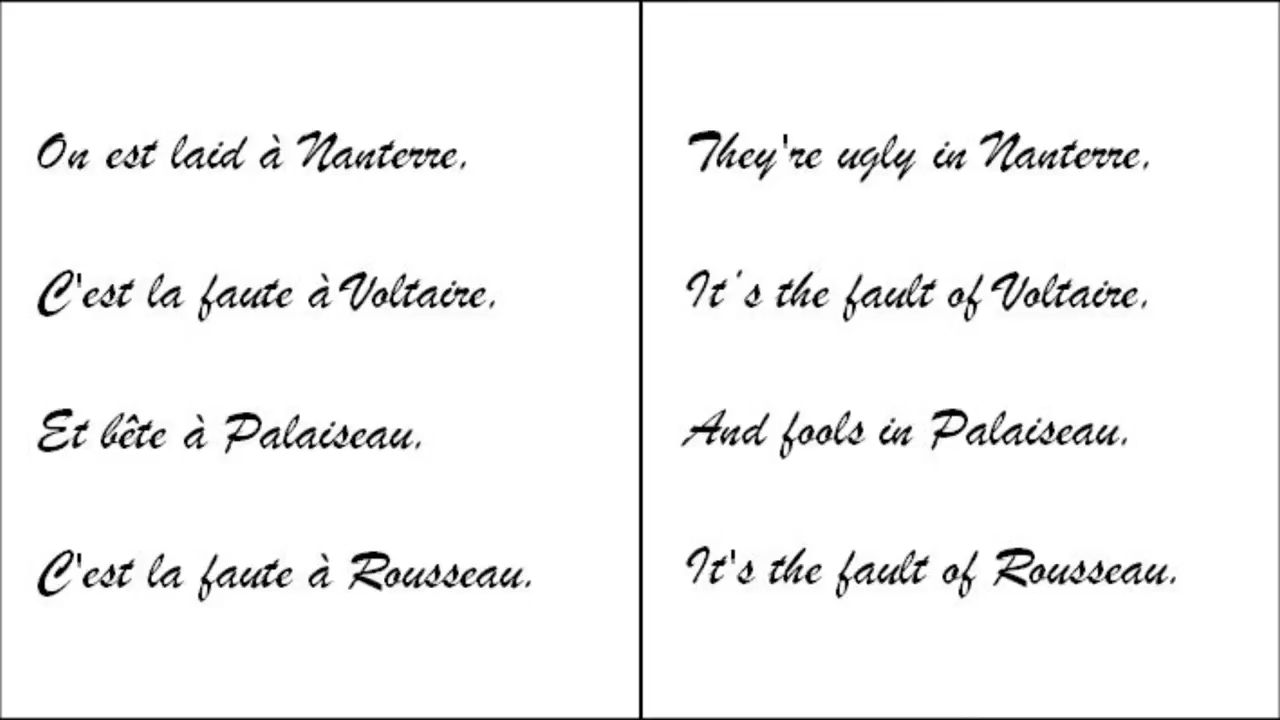 On est laid à Nanterre.
C'est la faute à Voltaire.
Et bête à Palaiseau.
C'est la faute à Rousseau.
They're ugly in Nanterre.
It's the fault of Voltaire.
And fools in Palaiseau.
It's the fault of Rousseau.